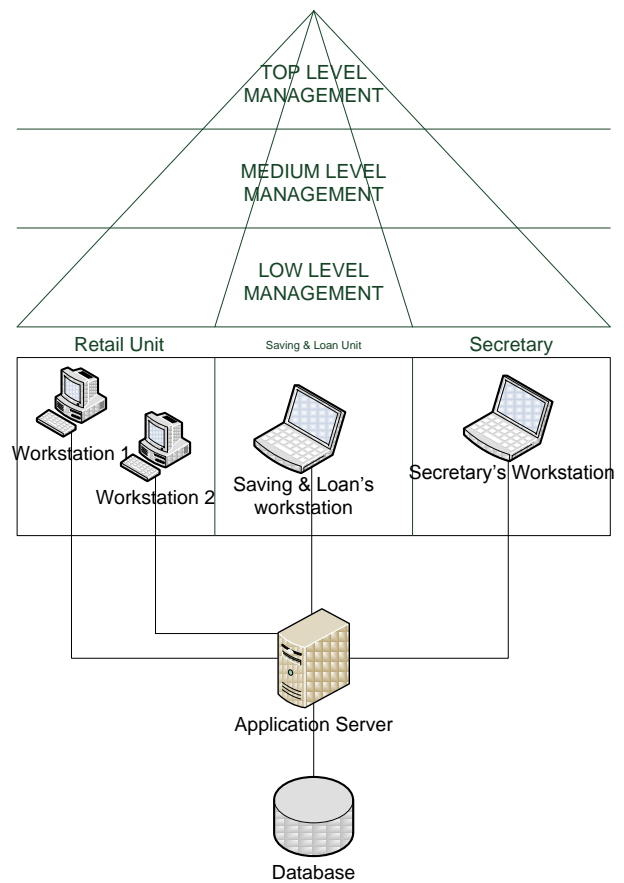 TOP LEVEL
MANAGEMENT
MEDIUM LEVEL
MANAGEMENT
LOW LEVEL
MANAGEMENT
Retail Unit
Saving & Loan Unit
Secretary
Workstation 1
Workstation 2
Saving & Loan's
workstation
Secretary's Workstation
Application Server
Database